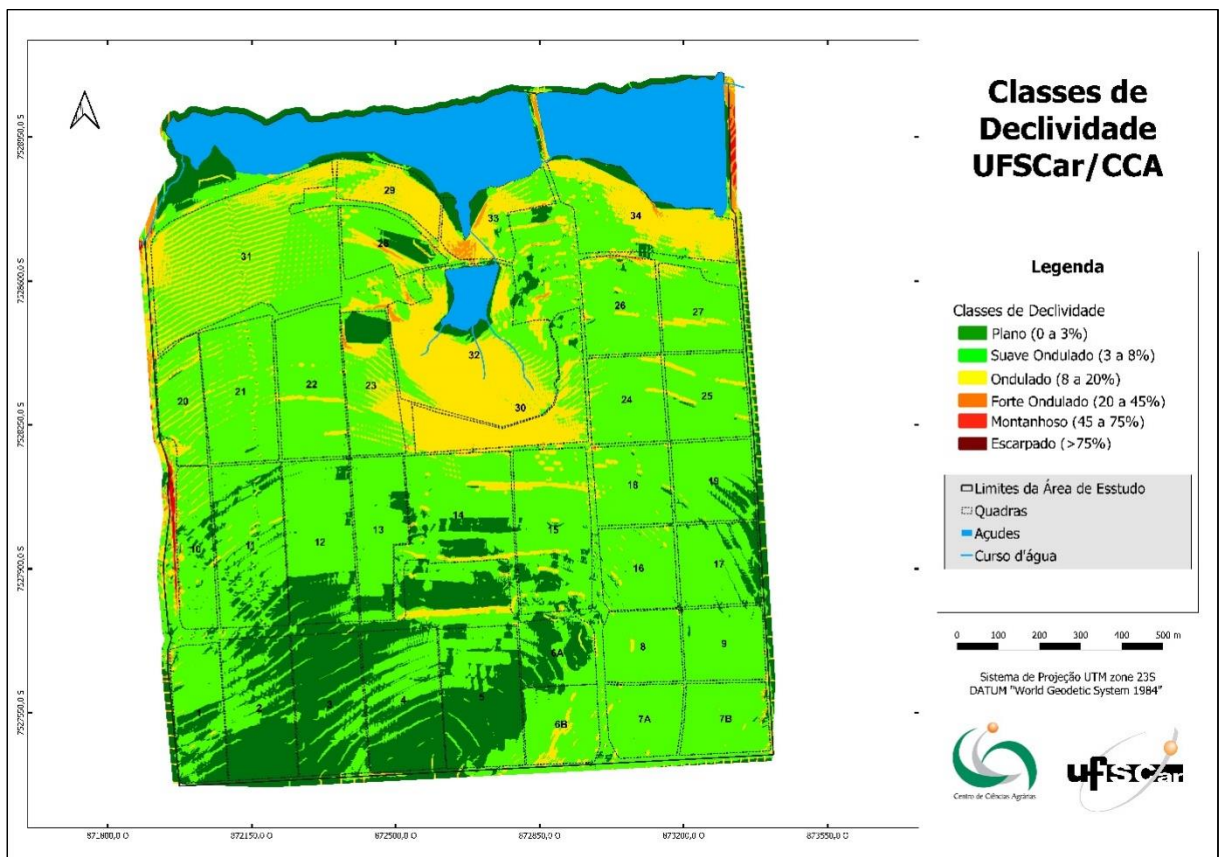 Classes de
Declividade
UFSCar/CCA
Legenda
Classes de Declividade
Plano (0 a 3%)
Suave Ondulado (3 a 8%)
Ondulado (8 a 20%)
Forte Ondulado (20 a 45%)
Montanhoso (45 a 75%)
Escarpado (>75%)
Limites da Área de Esstudo
Quadras
Açudes
Curso d'água
0 100 200 300 400 500 m
Sistema de Projeção UTM zone 23S
DATUM "World Geodetic System 1984"
Centro de Ciências Agrárias
ufSCar
7528950,0 S
7528600,0 S
7528250,0 S
7527900,0 S
7527550,0 S
871800,0 O
872150,0 O
872500,0 O
872850,0 O
873200,0 O
873550,0 O
29
33
34
28
31
26
27
32
20
21
22
23
30
24
25
18
19
14
15
10
11
12
13
16
17
6A
8
9
1
2
3
4
5
6B
7A
7B